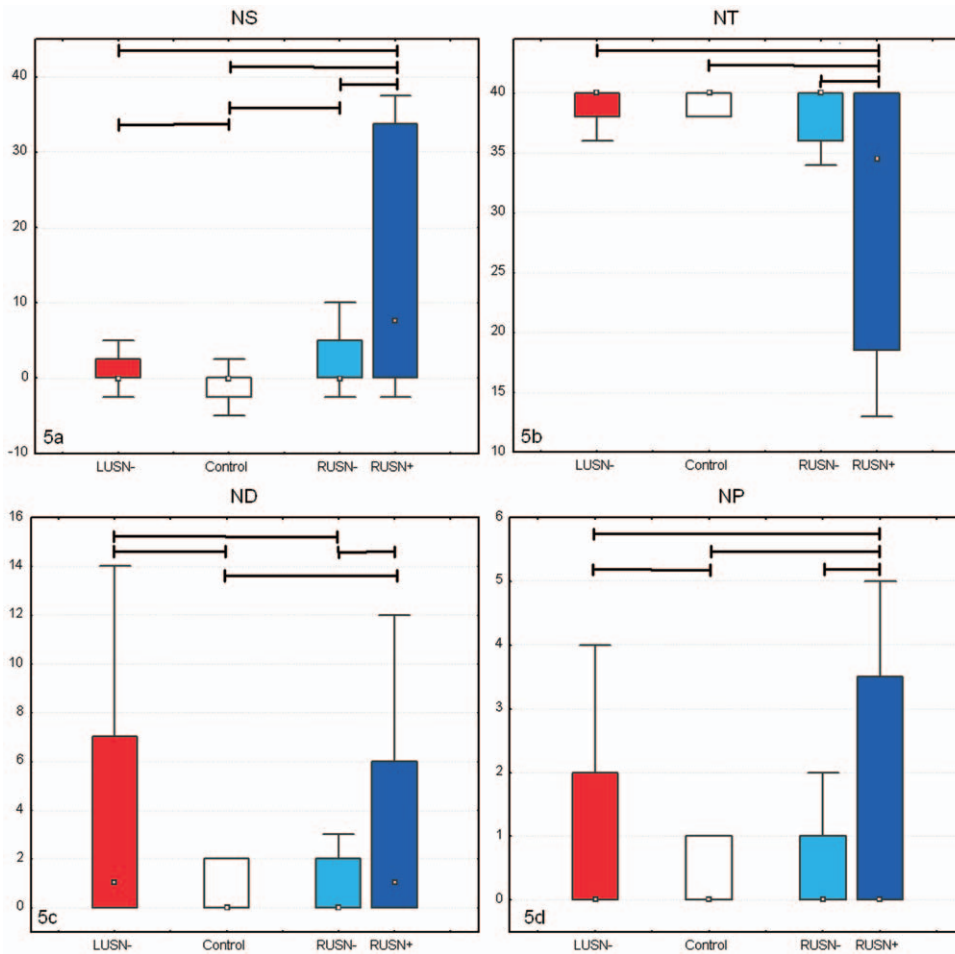 NS
40
30
20
10
0
-10
5a
LUSN-
Control
RUSN-
RUSN+
NT
40
35
30
25
20
15
10
5b
LUSN-
Control
RUSN-
RUSN+
ND
16
14
12
10
8
6
4
2
0
5c
LUSN-
Control
RUSN-
RUSN+
NP
6
5
4
3
2
1
0
5d
LUSN-
Control
RUSN-
RUSN+